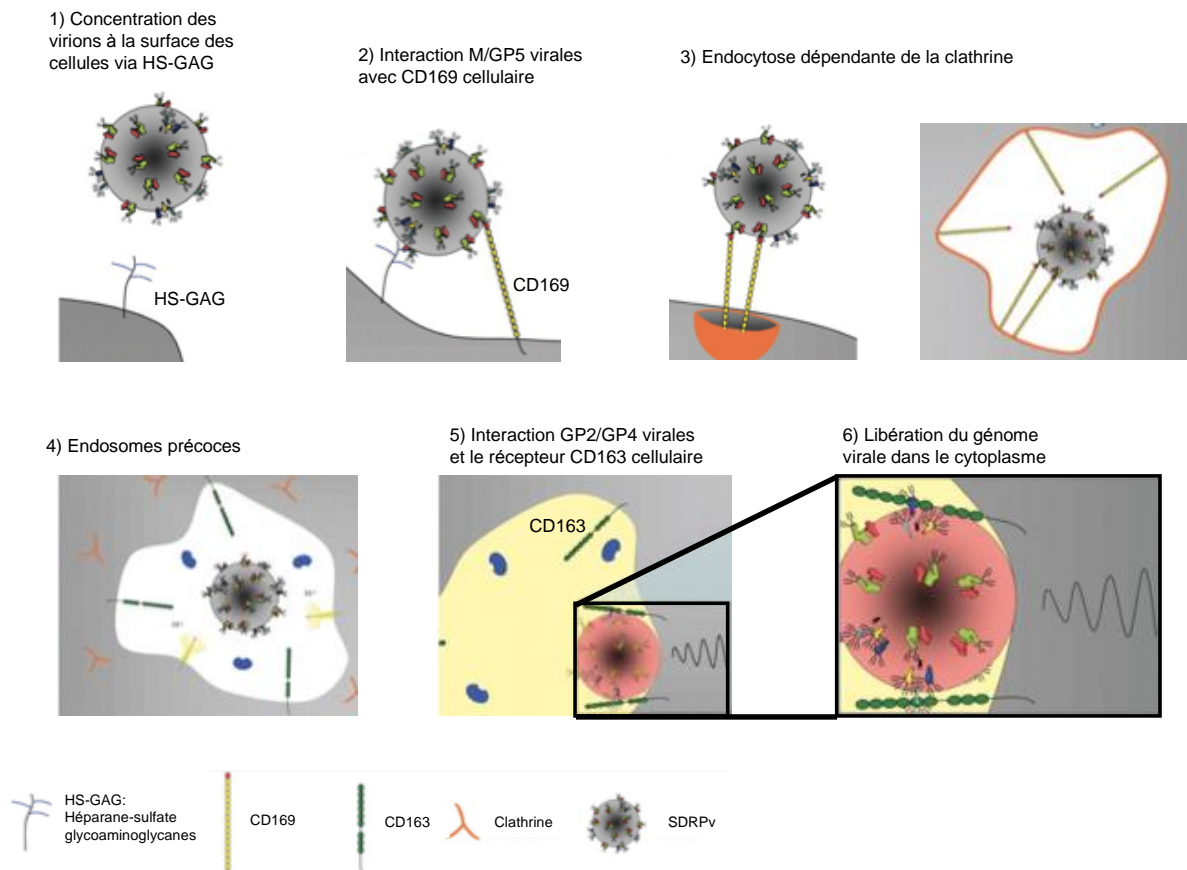 1) Concentration des
virions à la surface des
cellules via HS-GAG
2) Interaction M/GP5 virales
avec CD169 cellulaire
3) Endocytose dépendante de la clathrine
HS-GAG
CD169
4) Endosomes précoces
5) Interaction GP2/GP4 virales
et le récepteur CD163 cellulaire
6) Libération du génome
virale dans le cytoplasme
H+
H+
CD163
HS-GAG:
Héparane-sulfate
glycoaminoglycanes
CD169
CD163
Clathrine
SDRPv